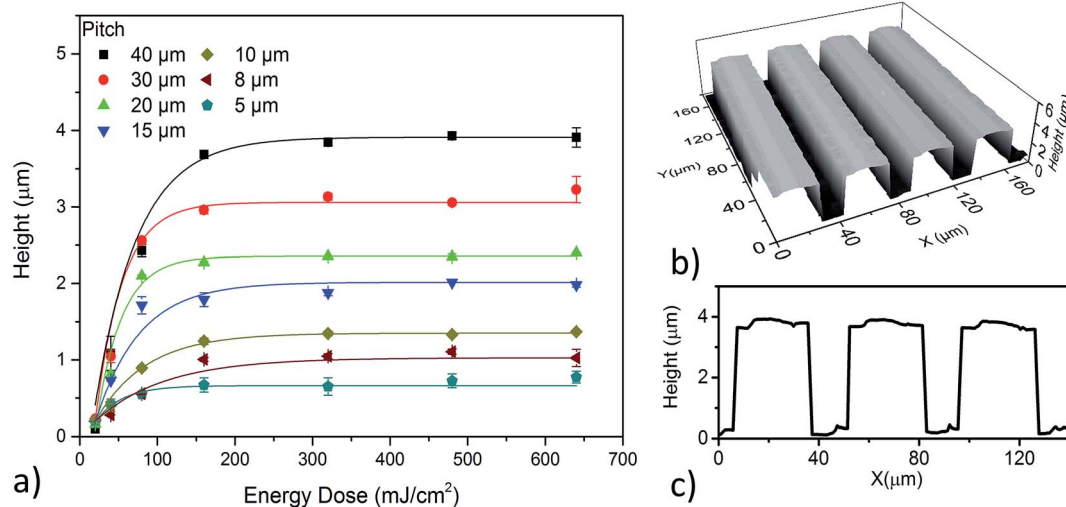 Pitch
40 µm
10 µm
30 µm
8 µm
20 µm
5 µm
15 µm
5
4
3
2
1
0
Height (µm)
0 100 200 300 400 500 600 700
Energy Dose (mJ/cm²)
a)
160
120
80
40
0
Y(µm)
0
40
80
120
160
X (µm)
6
4
2
0
Height (µm)
b)
4
2
0
Height (µm)
0 40 80 120
X(µm)
c)